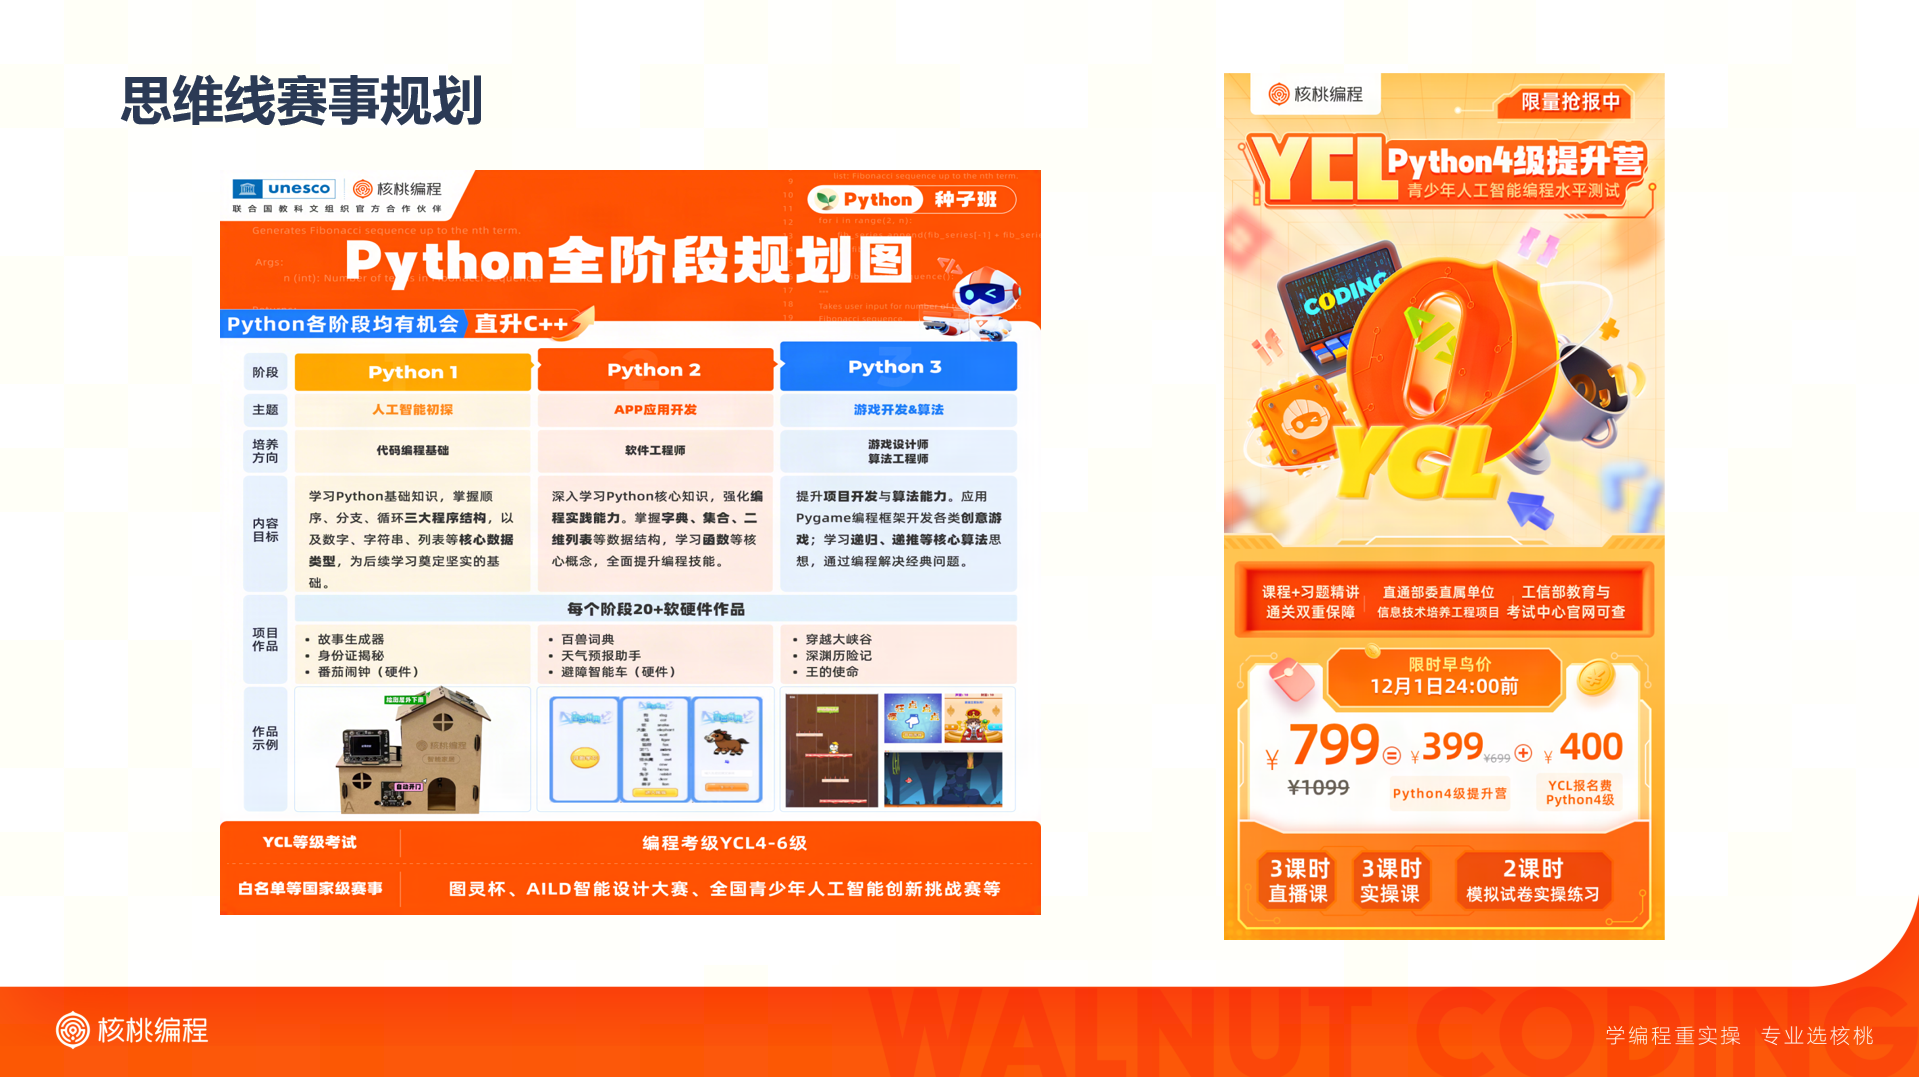 思维线赛事规划
unesco
核桃编程
联合国教科文组织官方合作伙伴
Python
种子班
Generates Fibonacci sequence up to the nth term.
Args:
Python全阶段规划图
Python各阶段均有机会
直升C++
阶段
Python 1
Python 2
Python 3
主题
人工智能初探
APP应用开发
游戏开发&算法
培养
方向
代码编程基础
软件工程师
游戏设计师
算法工程师
内容
目标
学习Python基础知识，掌握顺
序、分支、循环三大程序结构，以
及数字、字符串、列表等核心数据
类型，为后续学习奠定坚实的基
础。
深入学习Python核心知识，强化编
程实践能力。掌握字典、集合、二
维列表等数据结构，学习函数等核
心概念，全面提升编程技能。
提升项目开发与算法能力。应用
Pygame编程框架开发各类创意游
戏；学习递归、递推等核心算法思
想，通过编程解决经典问题。
项目
作品
每个阶段20+软硬件作品
• 故事生成器
• 身份证揭秘
• 番茄闹钟（硬件）
• 百兽词典
• 天气预报助手
• 避障智能车（硬件）
• 穿越大峡谷
• 深渊历险记
• 王的使命
作品
示例
自动开门
YCL等级考试
编程考级YCL4-6级
白名单等国家级赛事
图灵杯、AILD智能设计大赛、全国青少年人工智能创新挑战赛等
核桃编程
限量抢报中
YCL
Python4级提升营
青少年人工智能编程水平测试
CODING
YCL
课程+习题精讲
通关双重保障
直通部委直属单位
信息技术培养工程项目
工信部教育与
考试中心官网可查
限时早鸟价
12月1日24:00前
¥799=¥399¥699+¥400
¥1099
Python4级提升营
YCL报名费
Python4级
3课时
直播课
3课时
实操课
2课时
模拟试卷实操练习
核桃编程
WALNUT CODING
学编程重实操 专业选核桃